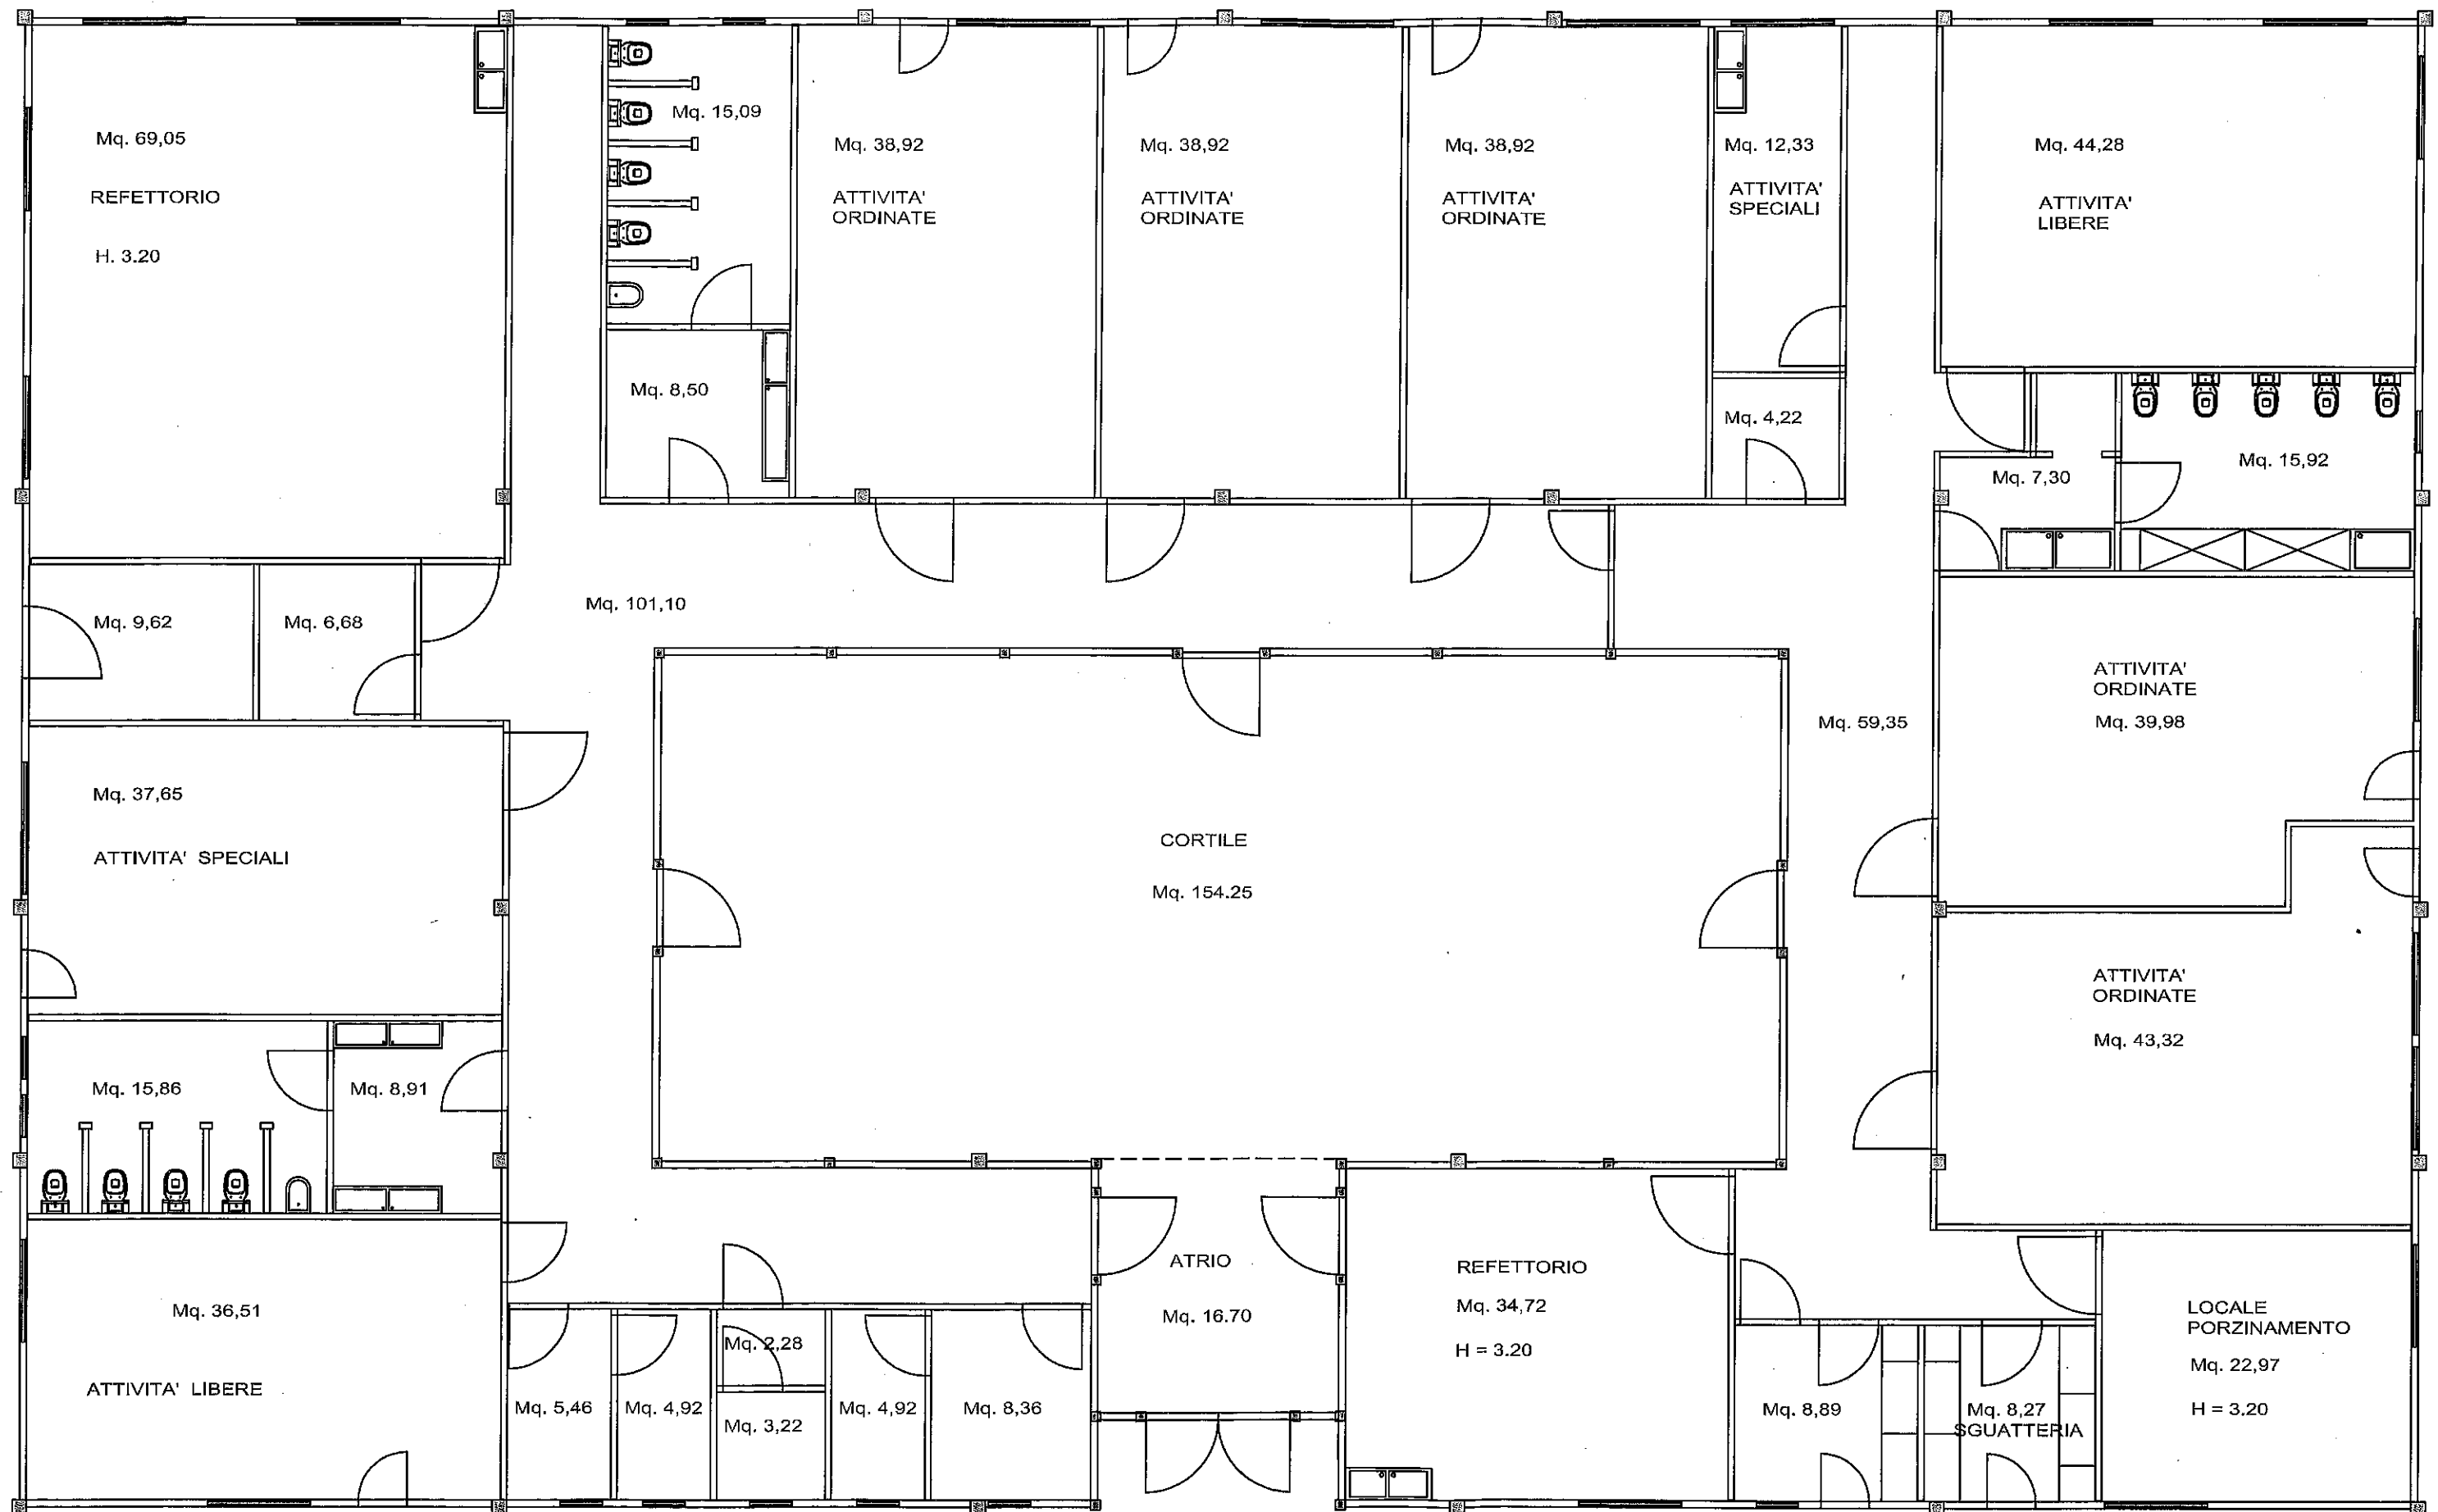 Mq. 69,05
REFETTORIO
H. 3.20
Mq. 15,09
Mq. 8,50
Mq. 38,92
ATTIVITA'
ORDINATE
Mq. 38,92
ATTIVITA'
ORDINATE
Mq. 38,92
ATTIVITA'
ORDINATE
Mq. 12,33
ATTIVITA'
SPECIALI
Mq. 4,22
Mq. 44,28
ATTIVITA'
LIBERE
Mq. 7,30
Mq. 15,92
Mq. 9,62
Mq. 6,68
Mq. 101,10
Mq. 59,35
ATTIVITA'
ORDINATE
Mq. 39,98
Mq. 37,65
ATTIVITA' SPECIALI
CORTILE
Mq. 154.25
ATTIVITA'
ORDINATE
Mq. 43,32
Mq. 15,86
Mq. 8,91
Mq. 36,51
ATTIVITA' LIBERE
Mq. 5,46
Mq. 4,92
Mq. 2,28
Mq. 3,22
Mq. 4,92
Mq. 8,36
ATRIO
Mq. 16.70
REFETTORIO
Mq. 34,72
H = 3.20
Mq. 8,89
Mq. 8,27
SGUATTERIA
LOCALE
PORZINAMENTO
Mq. 22,97
H = 3.20